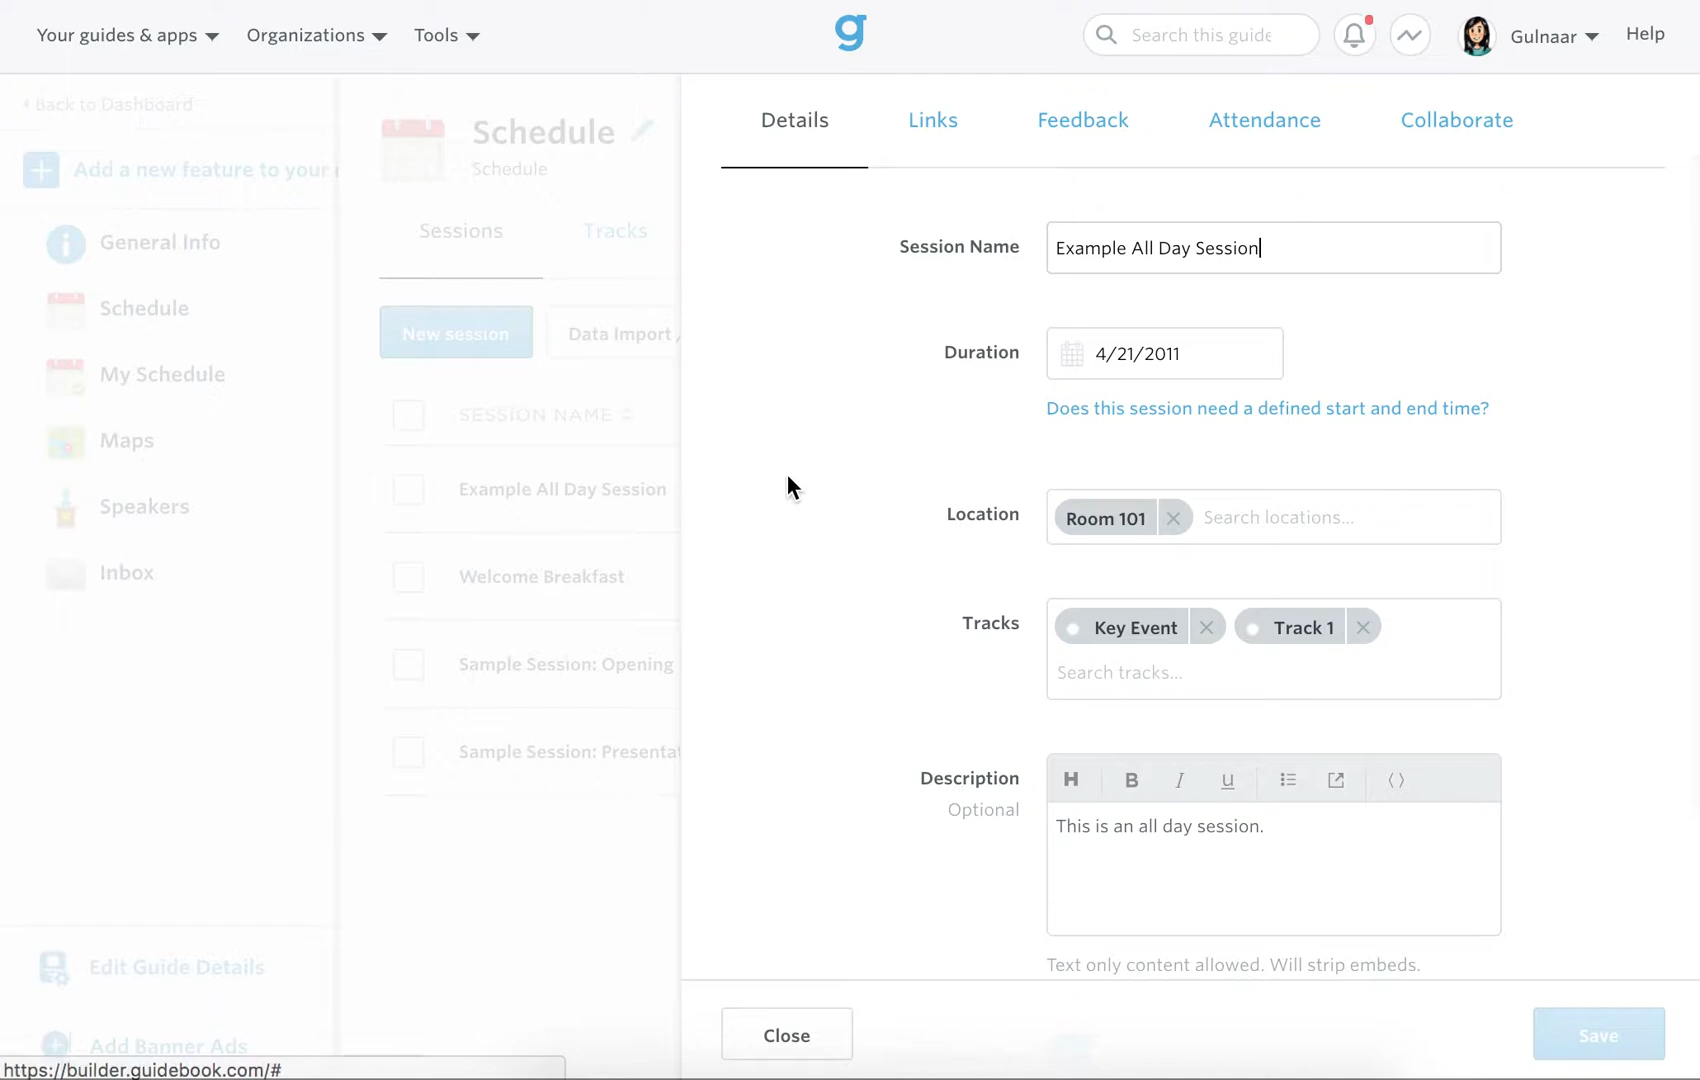 Your guides & apps
Organizations
Tools
g
Search this guide
Gulnaar
Help
Back to Dashboard
Add a new feature to your
General Info
Schedule
My Schedule
Maps
Speakers
Inbox
Edit Guide Details
Add Banner Ads
https://builder.guidebook.com/#
Schedule
Schedule
Sessions
Tracks
New session
Data Import
SESSION NAME
Example All Day Session
Welcome Breakfast
Sample Session: Opening
Sample Session: Presentat
Details
Links
Feedback
Attendance
Collaborate
Session Name
Example All Day Session
Duration
4/21/2011
Does this session need a defined start and end time?
Location
Room 101
Search locations...
Tracks
Key Event
Track 1
Search tracks...
Description
Optional
H B I U
This is an all day session.
Text only content allowed. Will strip embeds.
Close
Save